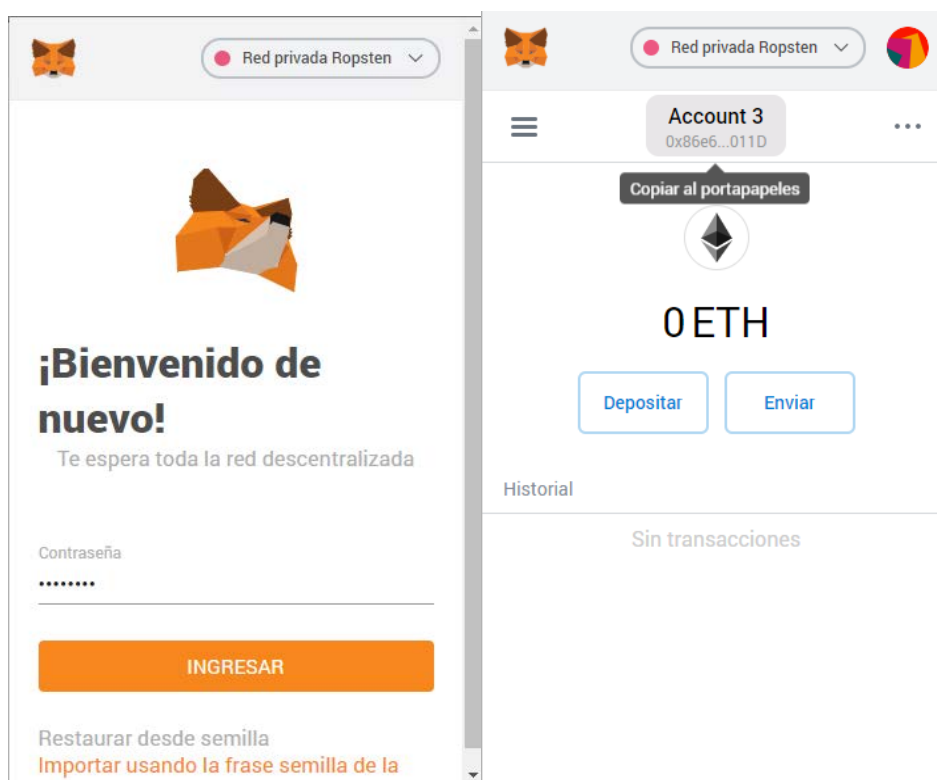 Red privada Ropsten
¡Bienvenido de
nuevo!
Te espera toda la red descentralizada
Contraseña
••••••••
INGRESAR
Restaurar desde semilla
Importar usando la frase semilla de la
Red privada Ropsten
Account 3
0x86e6...011D
Copiar al portapapeles
0 ETH
Depositar
Enviar
Historial
Sin transacciones